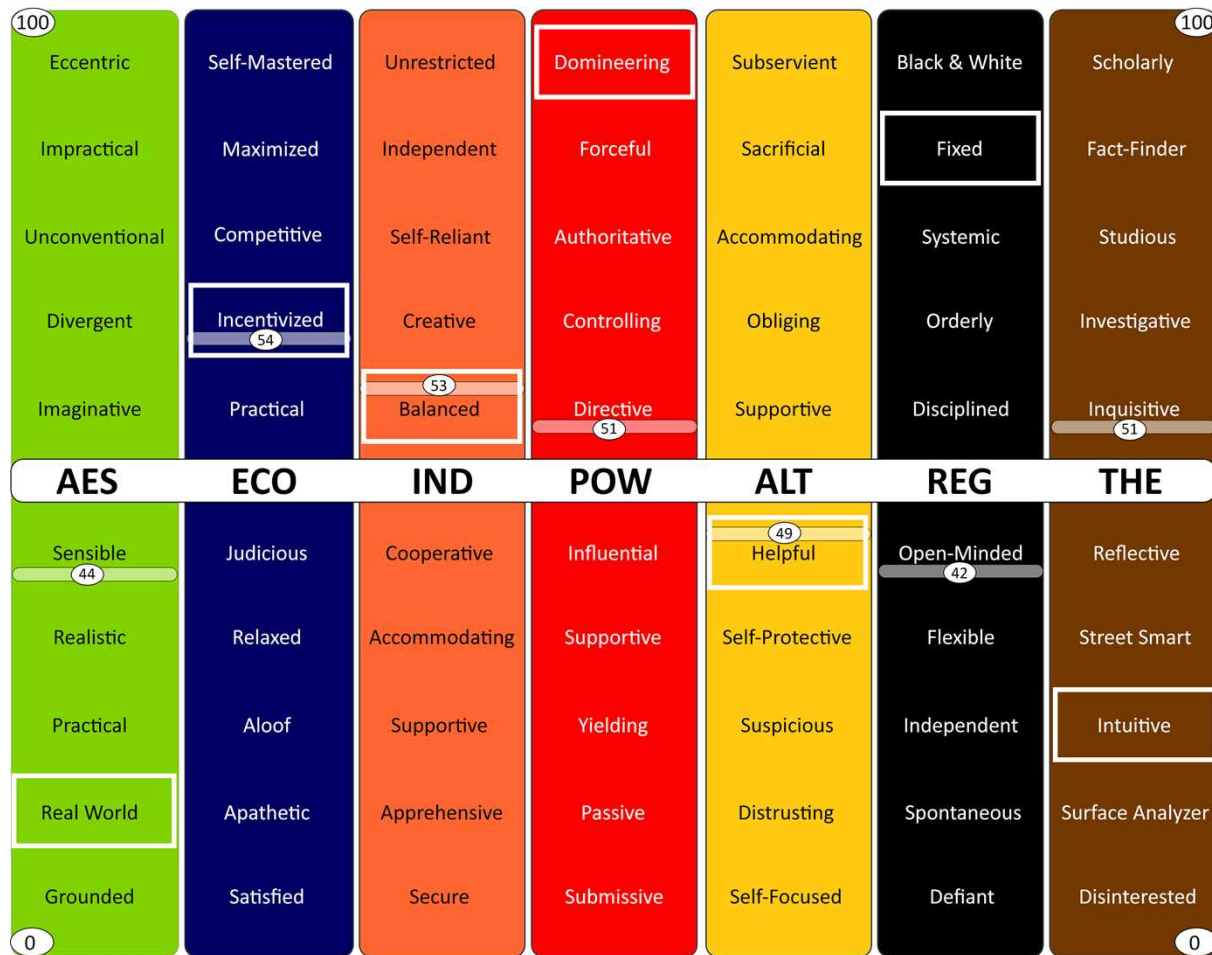 100 100
Eccentric Self-Mastered Unrestricted Domineering Subservient Black & White Scholarly
Impractical Maximized Independent Forceful Sacrificial Fixed Fact-Finder
Unconventional Competitive Self-Reliant Authoritative Accommodating Systemic Studious
Divergent Incentivized Creative Controlling Obliging Orderly Investigative
54
53
Imaginative Practical Balanced Directive Supportive Disciplined Inquisitive
51 51
AES ECO IND POW ALT REG THE
49
Sensible Judicious Cooperative Influential Helpful Open-Minded Reflective
44 42
Realistic Relaxed Accommodating Supportive Self-Protective Flexible Street Smart
Practical Aloof Supportive Yielding Suspicious Independent Intuitive
Real World Apathetic Apprehensive Passive Distrusting Spontaneous Surface Analyzer
Grounded Satisfied Secure Submissive Self-Focused Defiant Disinterested
0 0